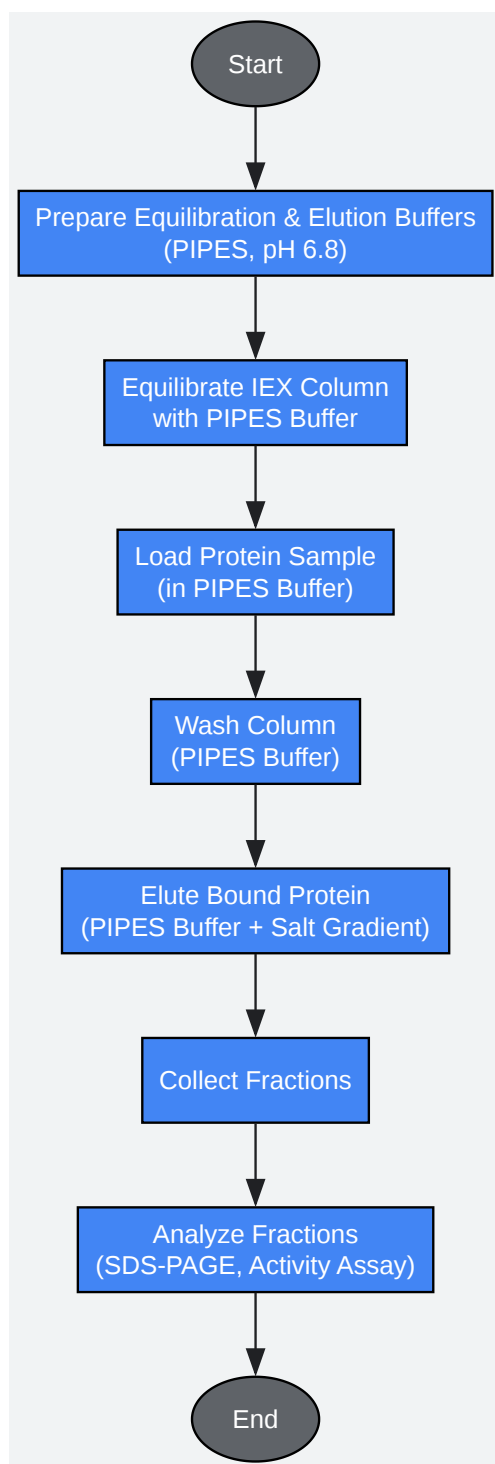 Start
Prepare Equilibration & Elution Buffers
(PIPES, pH 6.8)
Equilibrate IEX Column
with PIPES Buffer
Load Protein Sample
(in PIPES Buffer)
Wash Column
(PIPES Buffer)
Elute Bound Protein
(PIPES Buffer + Salt Gradient)
Collect Fractions
Analyze Fractions
(SDS-PAGE, Activity Assay)
End